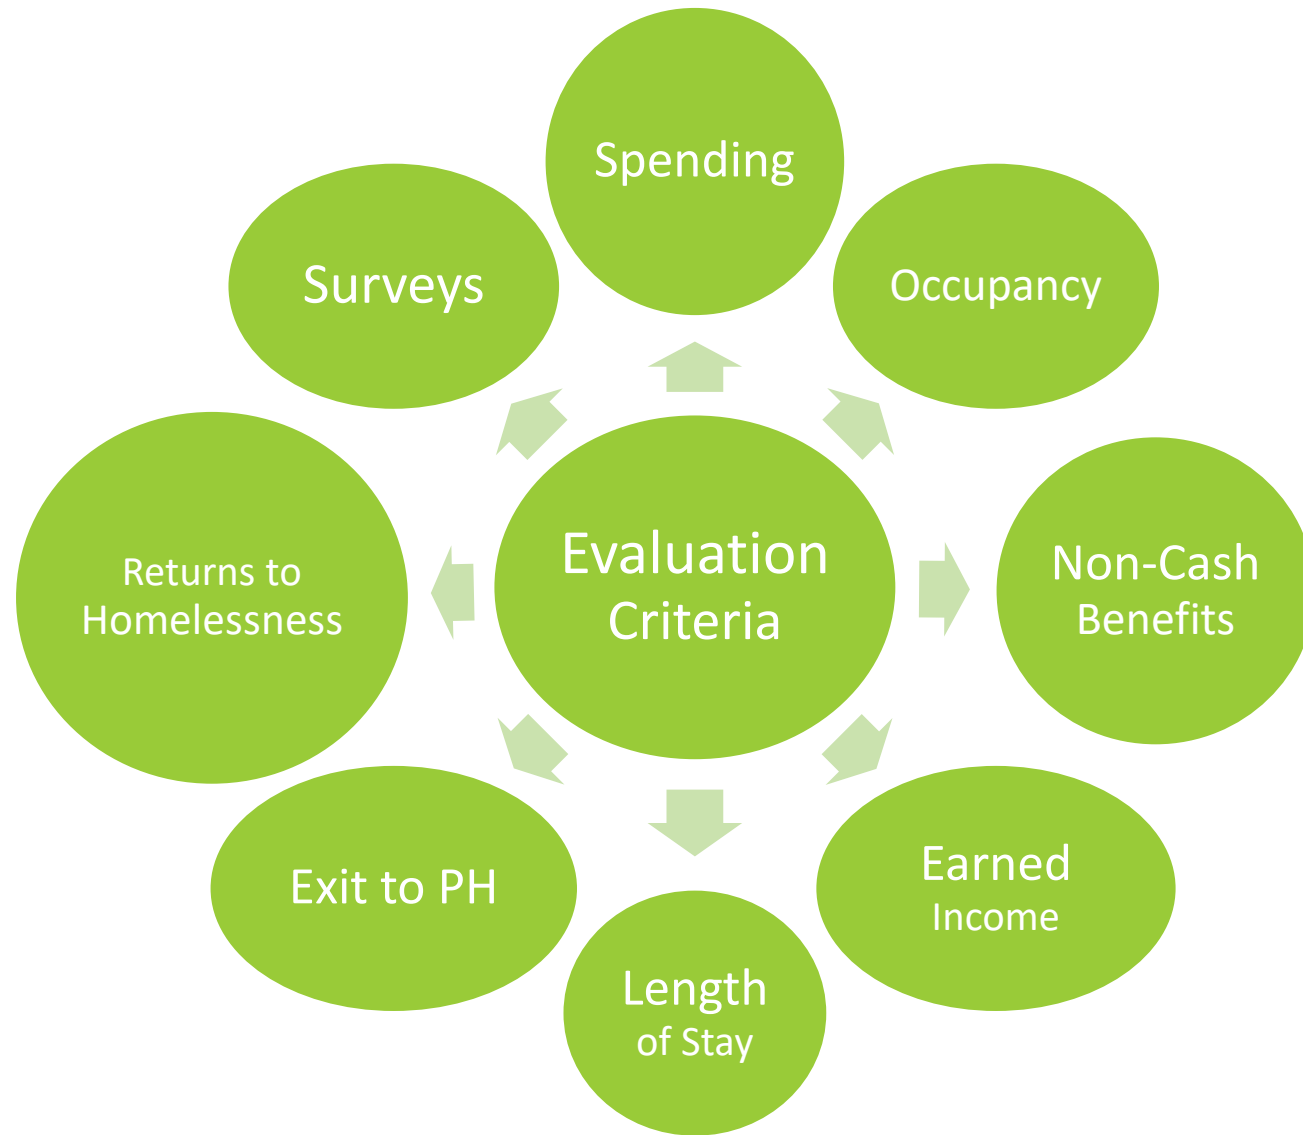 Spending
Surveys
Occupancy
Evaluation
Criteria
Non-Cash
Benefits
Returns to
Homelessness
Earned
Income
Exit to PH
Length
of Stay